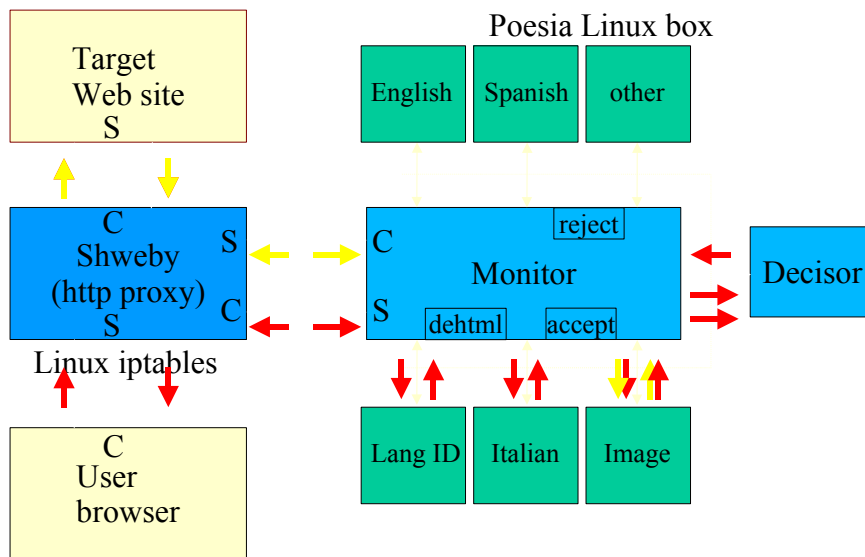 Poesia Linux box
Target
Web site
S
English
Spanish
other
C
Shweby
(http proxy)
S
S
C
Linux iptables
reject
C
Monitor
S
dehtml
accept
Decisor
C
User
browser
Lang ID
Italian
Image